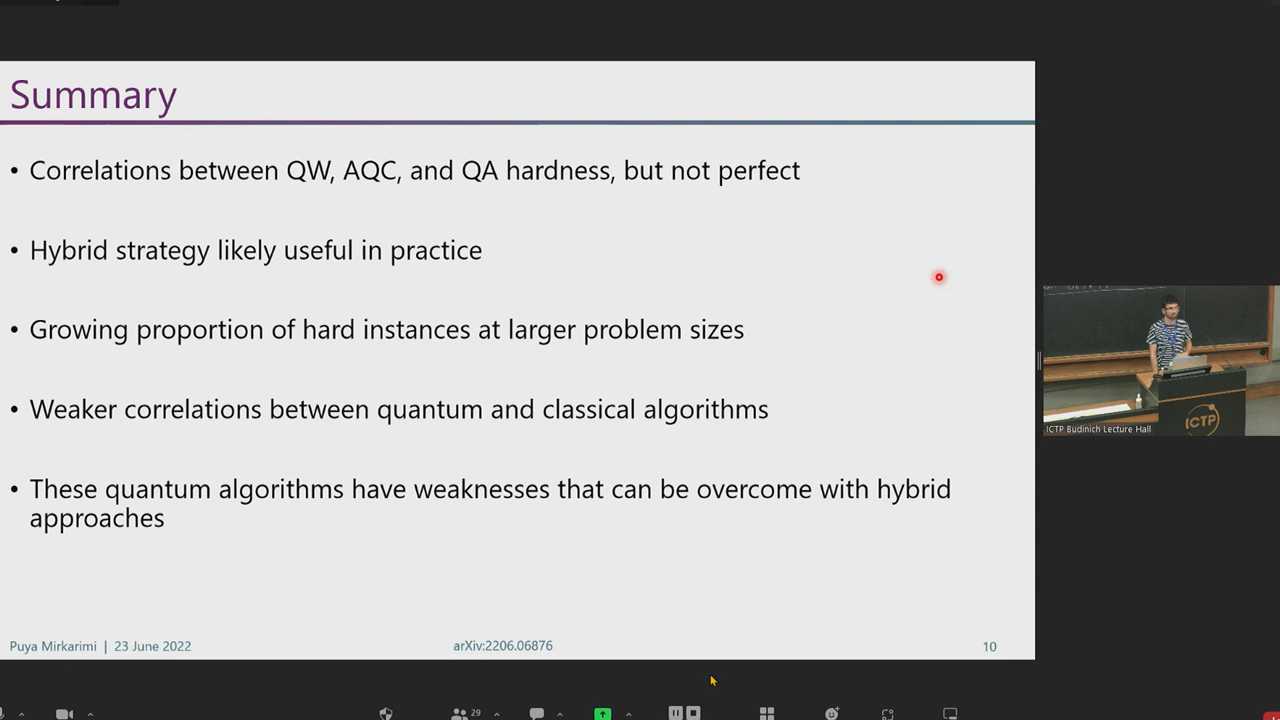 Summary
• Correlations between QW, AQC, and QA hardness, but not perfect
• Hybrid strategy likely useful in practice
• Growing proportion of hard instances at larger problem sizes
• Weaker correlations between quantum and classical algorithms
• These quantum algorithms have weaknesses that can be overcome with hybrid
approaches
Puya Mirkarimi | 23 June 2022
arXiv:2206.06876
10
ICTP
ICTP Budinich Lecture Hall
29